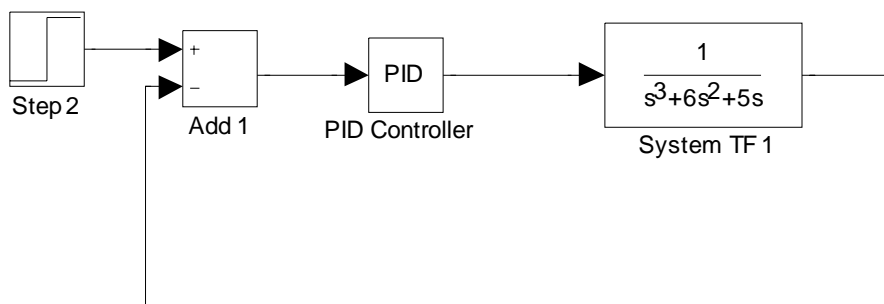 Step 2
+
−
Add 1
PID
PID Controller
1
s³+6s²+5s
System TF 1